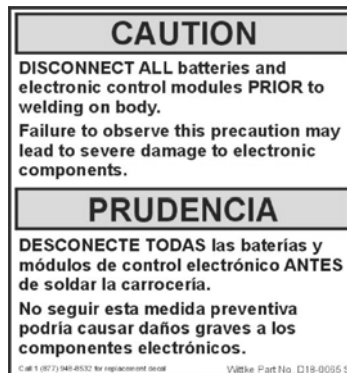 CAUTION
DISCONNECT ALL batteries and
electronic control modules PRIOR to
welding on body.
Failure to observe this precaution may
lead to severe damage to electronic
components.
PRUDENCIA
DESCONECTE TODAS las baterías y
módulos de control electrónico ANTES
de soldar la carrocería.
No seguir esta medida preventiva
podría causar daños graves a los
componentes electrónicos.
Call 1 (877) 948-8532 for replacement decal
Wittke Part No. D18-0065 S